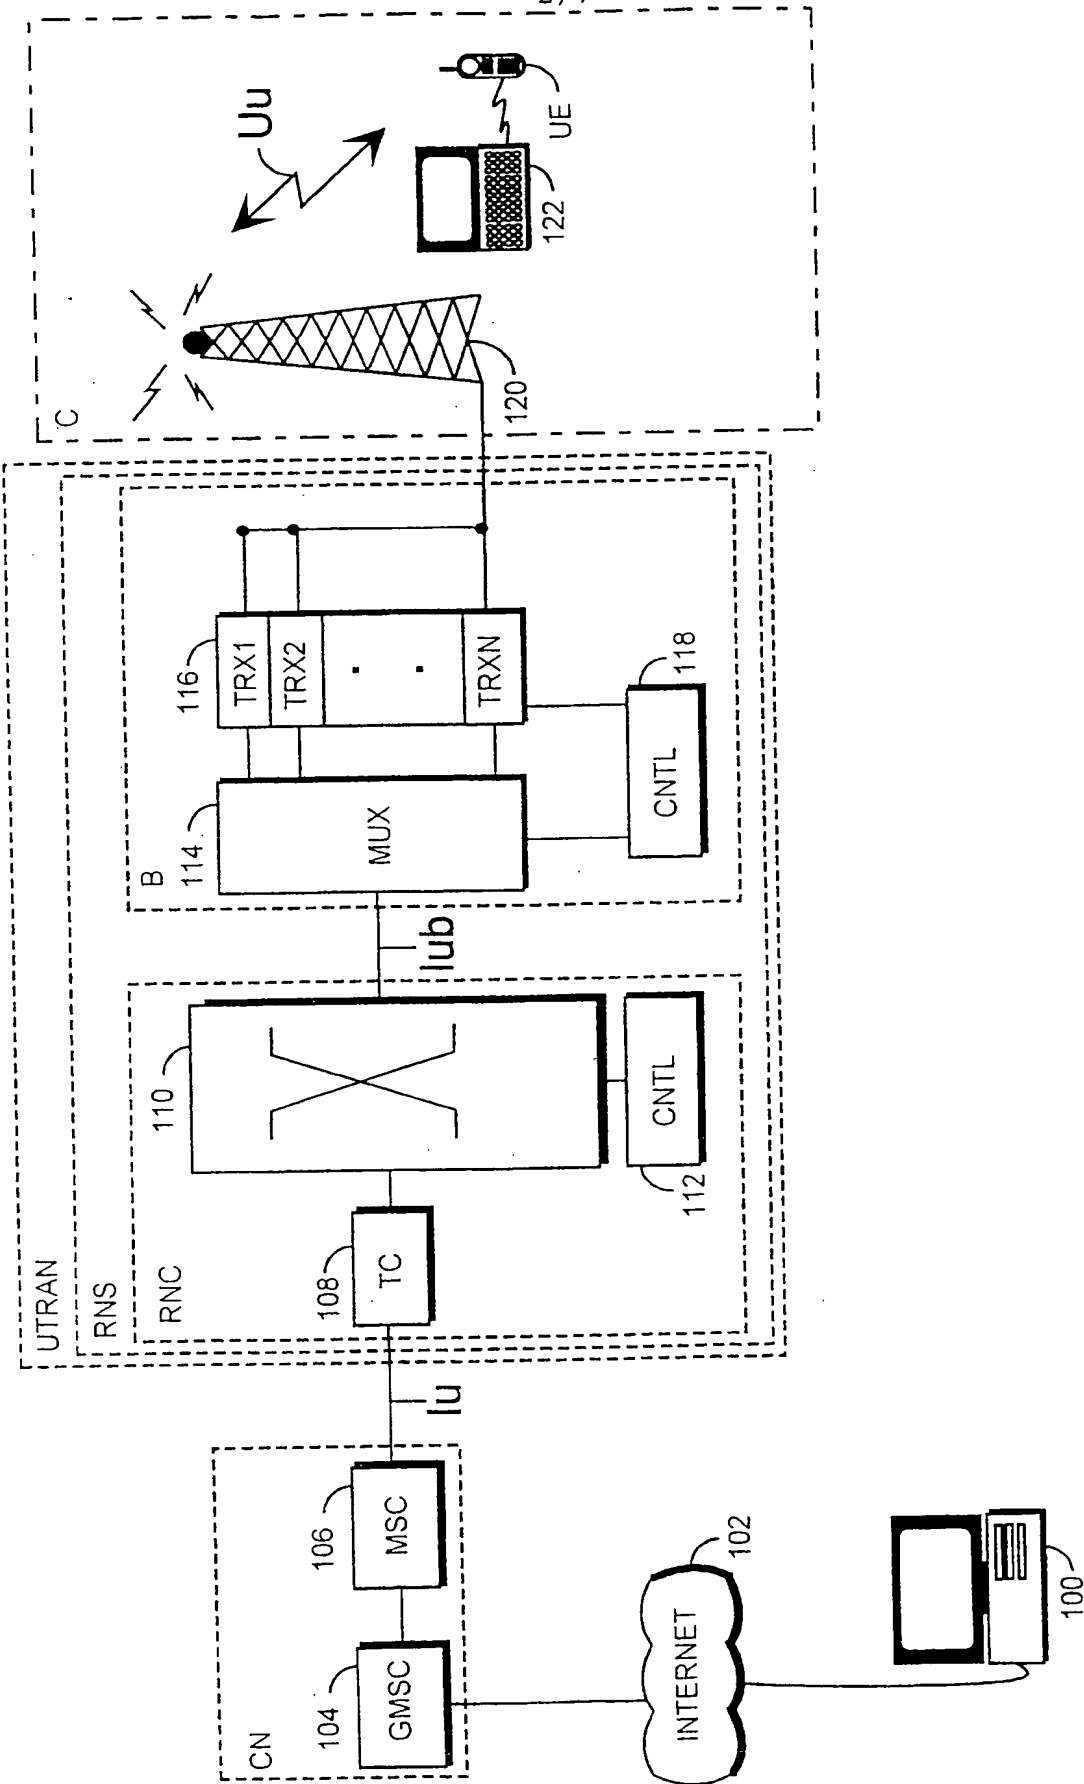 UTRAN
RNS
RNC
B
C
CN
104
GMSC
106
MSC
Iu
108
TC
110
112
CNTL
Iub
114
MUX
116
TRX1
TRX2
TRXN
118
CNTL
120
Uu
122
UE
INTERNET
102
100